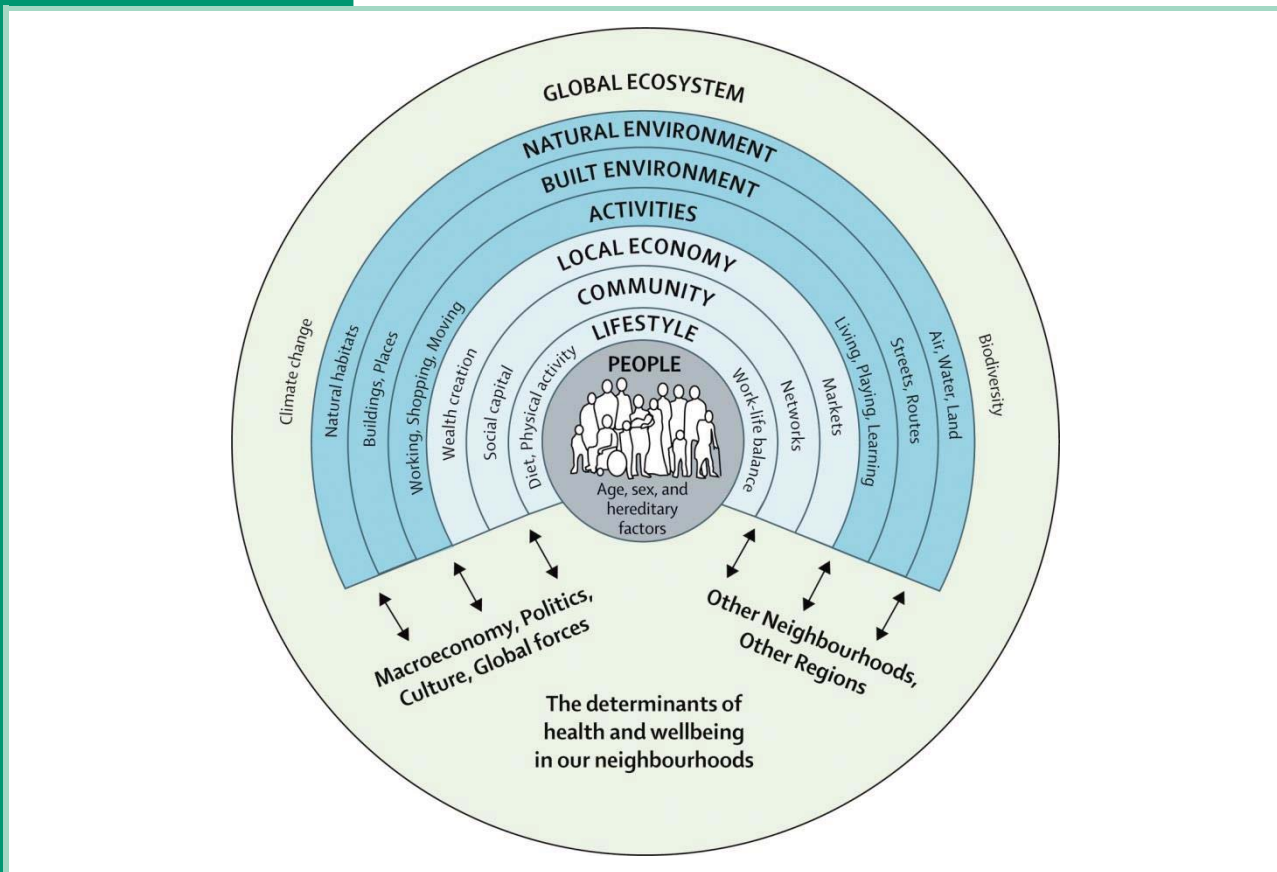 GLOBAL ECOSYSTEM
NATURAL ENVIRONMENT
BUILT ENVIRONMENT
ACTIVITIES
LOCAL ECONOMY
COMMUNITY
LIFESTYLE
PEOPLE
Age, sex, and
hereditary
factors
Climate change
Natural habitats
Buildings, Places
Working, Shopping, Moving
Wealth creation
Social capital
Diet, Physical activity
Work-life balance
Networks
Markets
Living, Playing, Learning
Streets, Routes
Air, Water, Land
Biodiversity
Macroeconomy, Politics,
Culture, Global forces
Other Neighbourhoods,
Other Regions
The determinants of
health and wellbeing
in our neighbourhoods